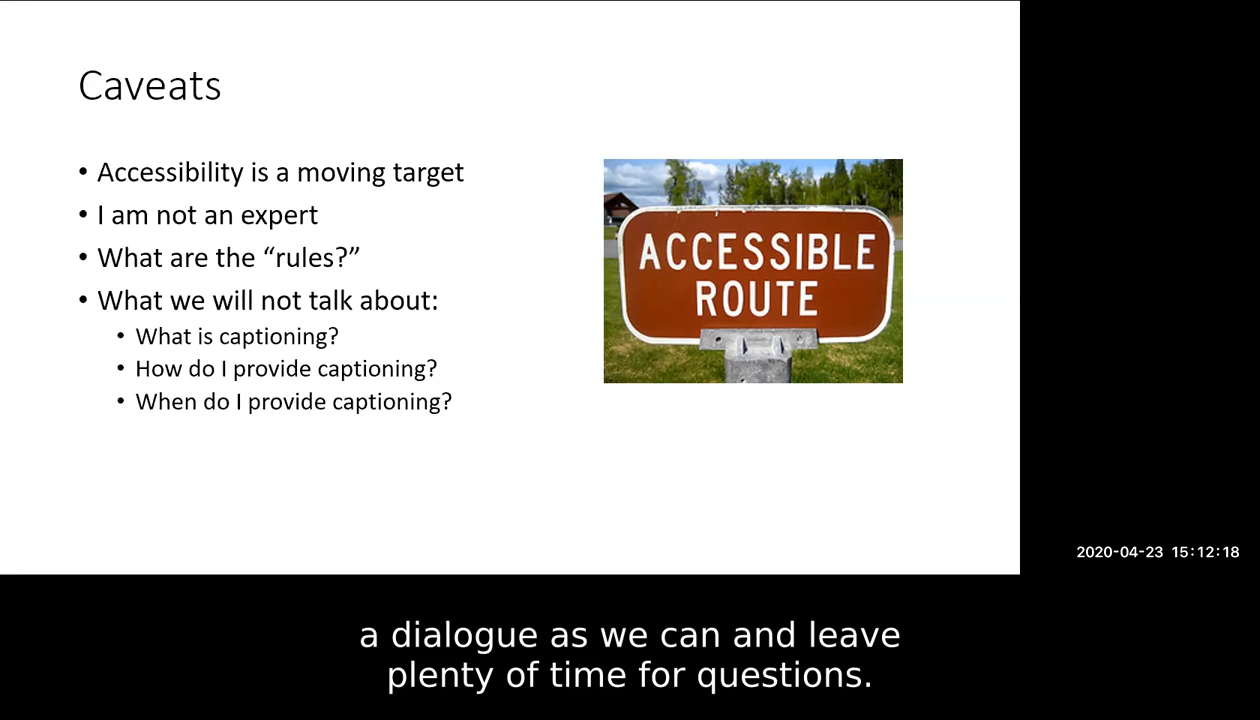 Caveats
• Accessibility is a moving target
• I am not an expert
• What are the “rules?”
• What we will not talk about:
• What is captioning?
• How do I provide captioning?
• When do I provide captioning?
ACCESSIBLE
ROUTE
2020-04-23 15:12:18
a dialogue as we can and leave
plenty of time for questions.